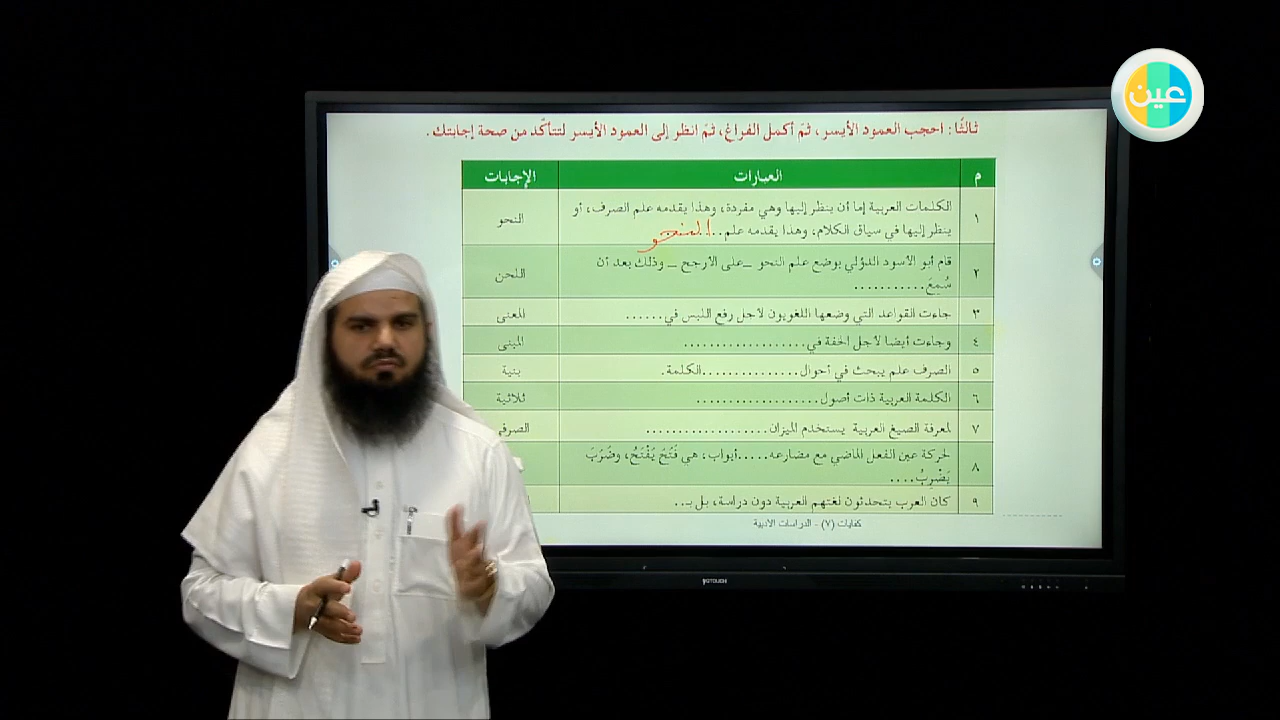 عين
ثالثًا: احجب العمود الأيسر، ثمّ أكمل الفراغ، ثمّ انظر إلى العمود الأيسر لتتأكّد من صحة إجابتك.
م العبارات الإجابات
١ الكلمات العربية إما أن ينظر إليها وهي مفردة، وهذا يقدمه علم الصرف، أو
ينظر إليها في سياق الكلام، وهذا يقدمه علم.. النحو
النحو
٢ قام أبو الأسود الدؤلي بوضع علم النحو _على الأرجح _ وذلك بعد أن
سُمِعَ...........
اللحن
٣ جاءت القواعد التي وضعها اللغويون لأجل رفع اللبس في...... المعنى
٤ وجاءت أيضا لأجل الخفة في................... المبنى
٥ الصرف علم يبحث في أحوال...............الكلمة. بنية
٦ الكلمة العربية ذات أصول................... ثلاثية
٧ لمعرفة الصيغ العربية يستخدم الميزان................... الصرفي
٨ لحركة عين الفعل الماضي مع مضارعه.....أبواب، هي فَتَحَ يَفْتَحُ، وضَرَبَ
يَضْرِبُ....
٩ كان العرب يتحدثون لغتهم العربية دون دراسة، بل بـ..
كفايات (٧) - الدراسات الأدبية
IQTOUCH